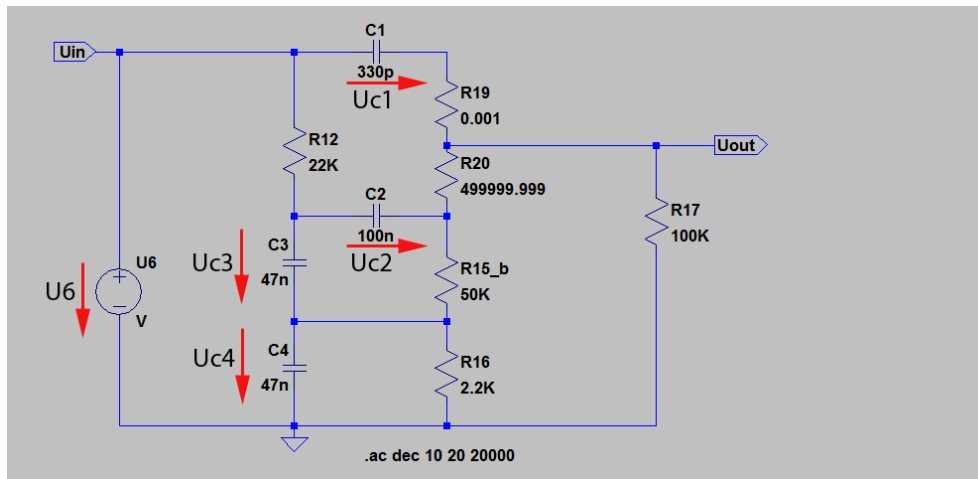 C1
Uin
330p
Uc1
R19
0.001
R12
22K
Uout
R20
499999.999
C2
R17
100K
100n
Uc2
C3
Uc3
47n
R15_b
50K
U6
U6
V
C4
Uc4
47n
R16
2.2K
.ac dec 10 20 20000